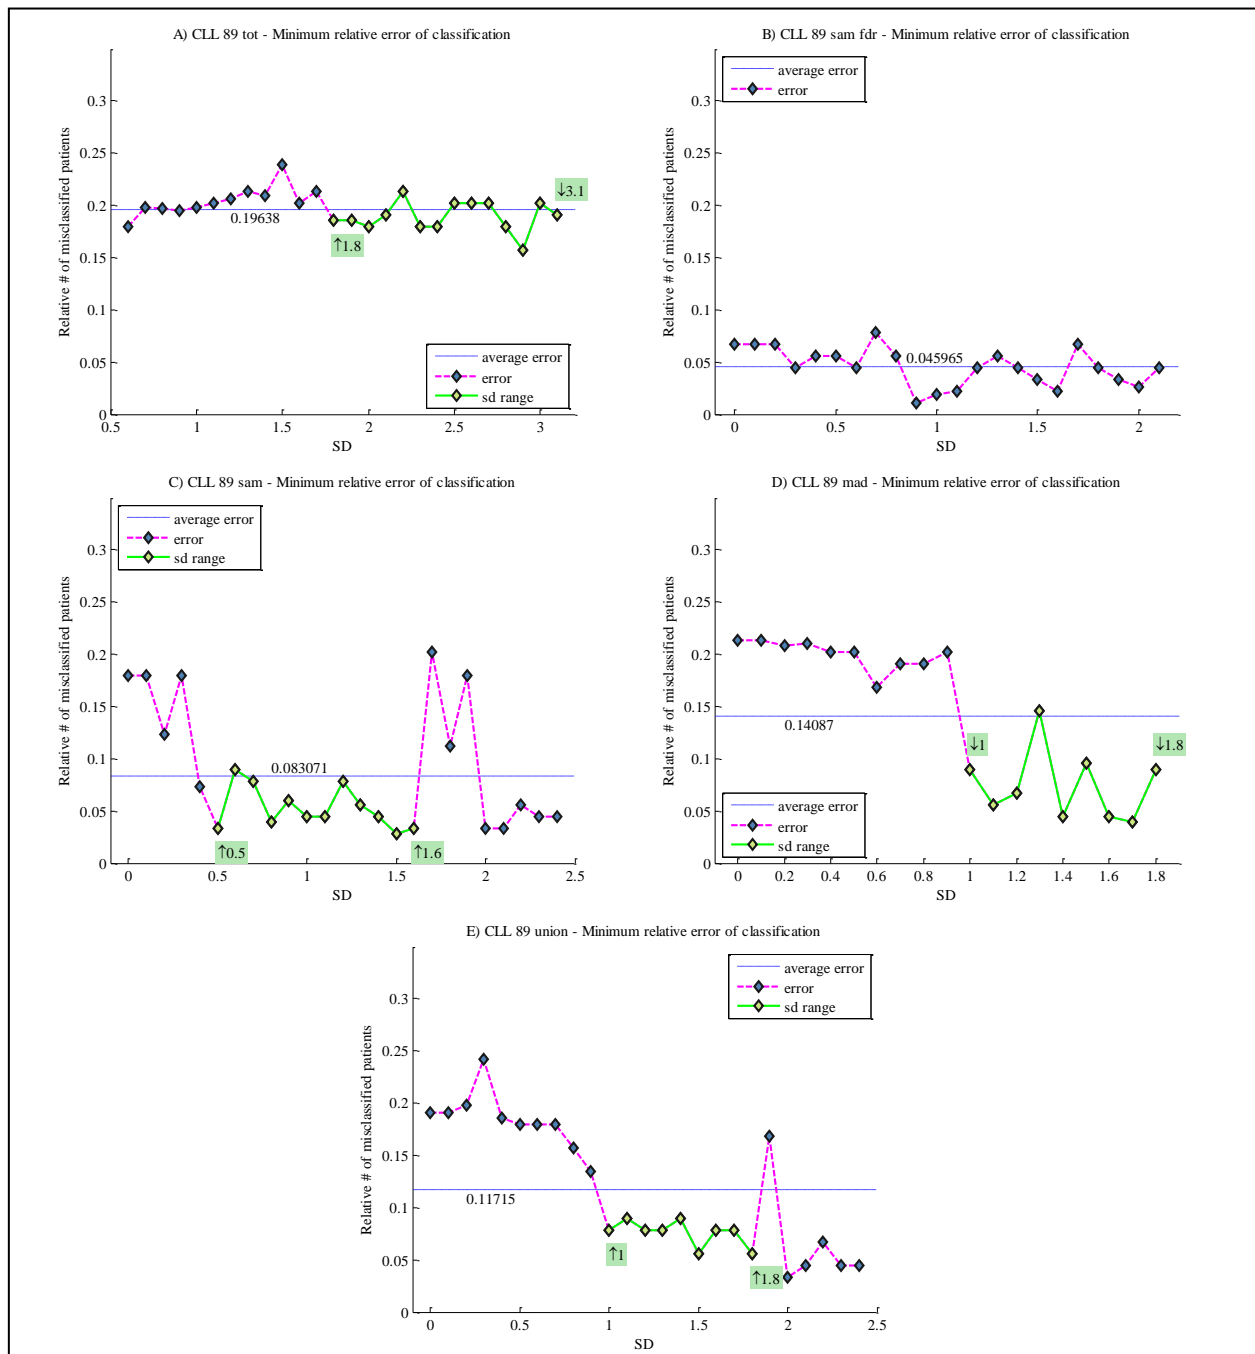 A) CLL 89 tot - Minimum relative error of classification
Relative # of misclassified patients
0.3
0.25
0.2
0.15
0.1
0.05
0
0.19638
↑1.8
↓3.1
average error
error
sd range
0.5 1 1.5 2 2.5 3
SD
B) CLL 89 sam fdr - Minimum relative error of classification
average error
error
Relative # of misclassified patients
0.3
0.25
0.2
0.15
0.1
0.05
0
0.045965
0 0.5 1 1.5 2
SD
C) CLL 89 sam - Minimum relative error of classification
average error
error
sd range
Relative # of misclassified patients
0.3
0.25
0.2
0.15
0.1
0.05
0
0.083071
↑0.5
↑1.6
0 0.5 1 1.5 2 2.5
SD
D) CLL 89 mad - Minimum relative error of classification
Relative # of misclassified patients
0.3
0.25
0.2
0.15
0.1
0.05
0
0.14087
↓1
↓1.8
average error
error
sd range
0 0.2 0.4 0.6 0.8 1 1.2 1.4 1.6 1.8
SD
E) CLL 89 union - Minimum relative error of classification
average error
error
sd range
Relative # of misclassified patients
0.3
0.25
0.2
0.15
0.1
0.05
0
0.11715
↑1
↑1.8
0 0.5 1 1.5 2 2.5
SD